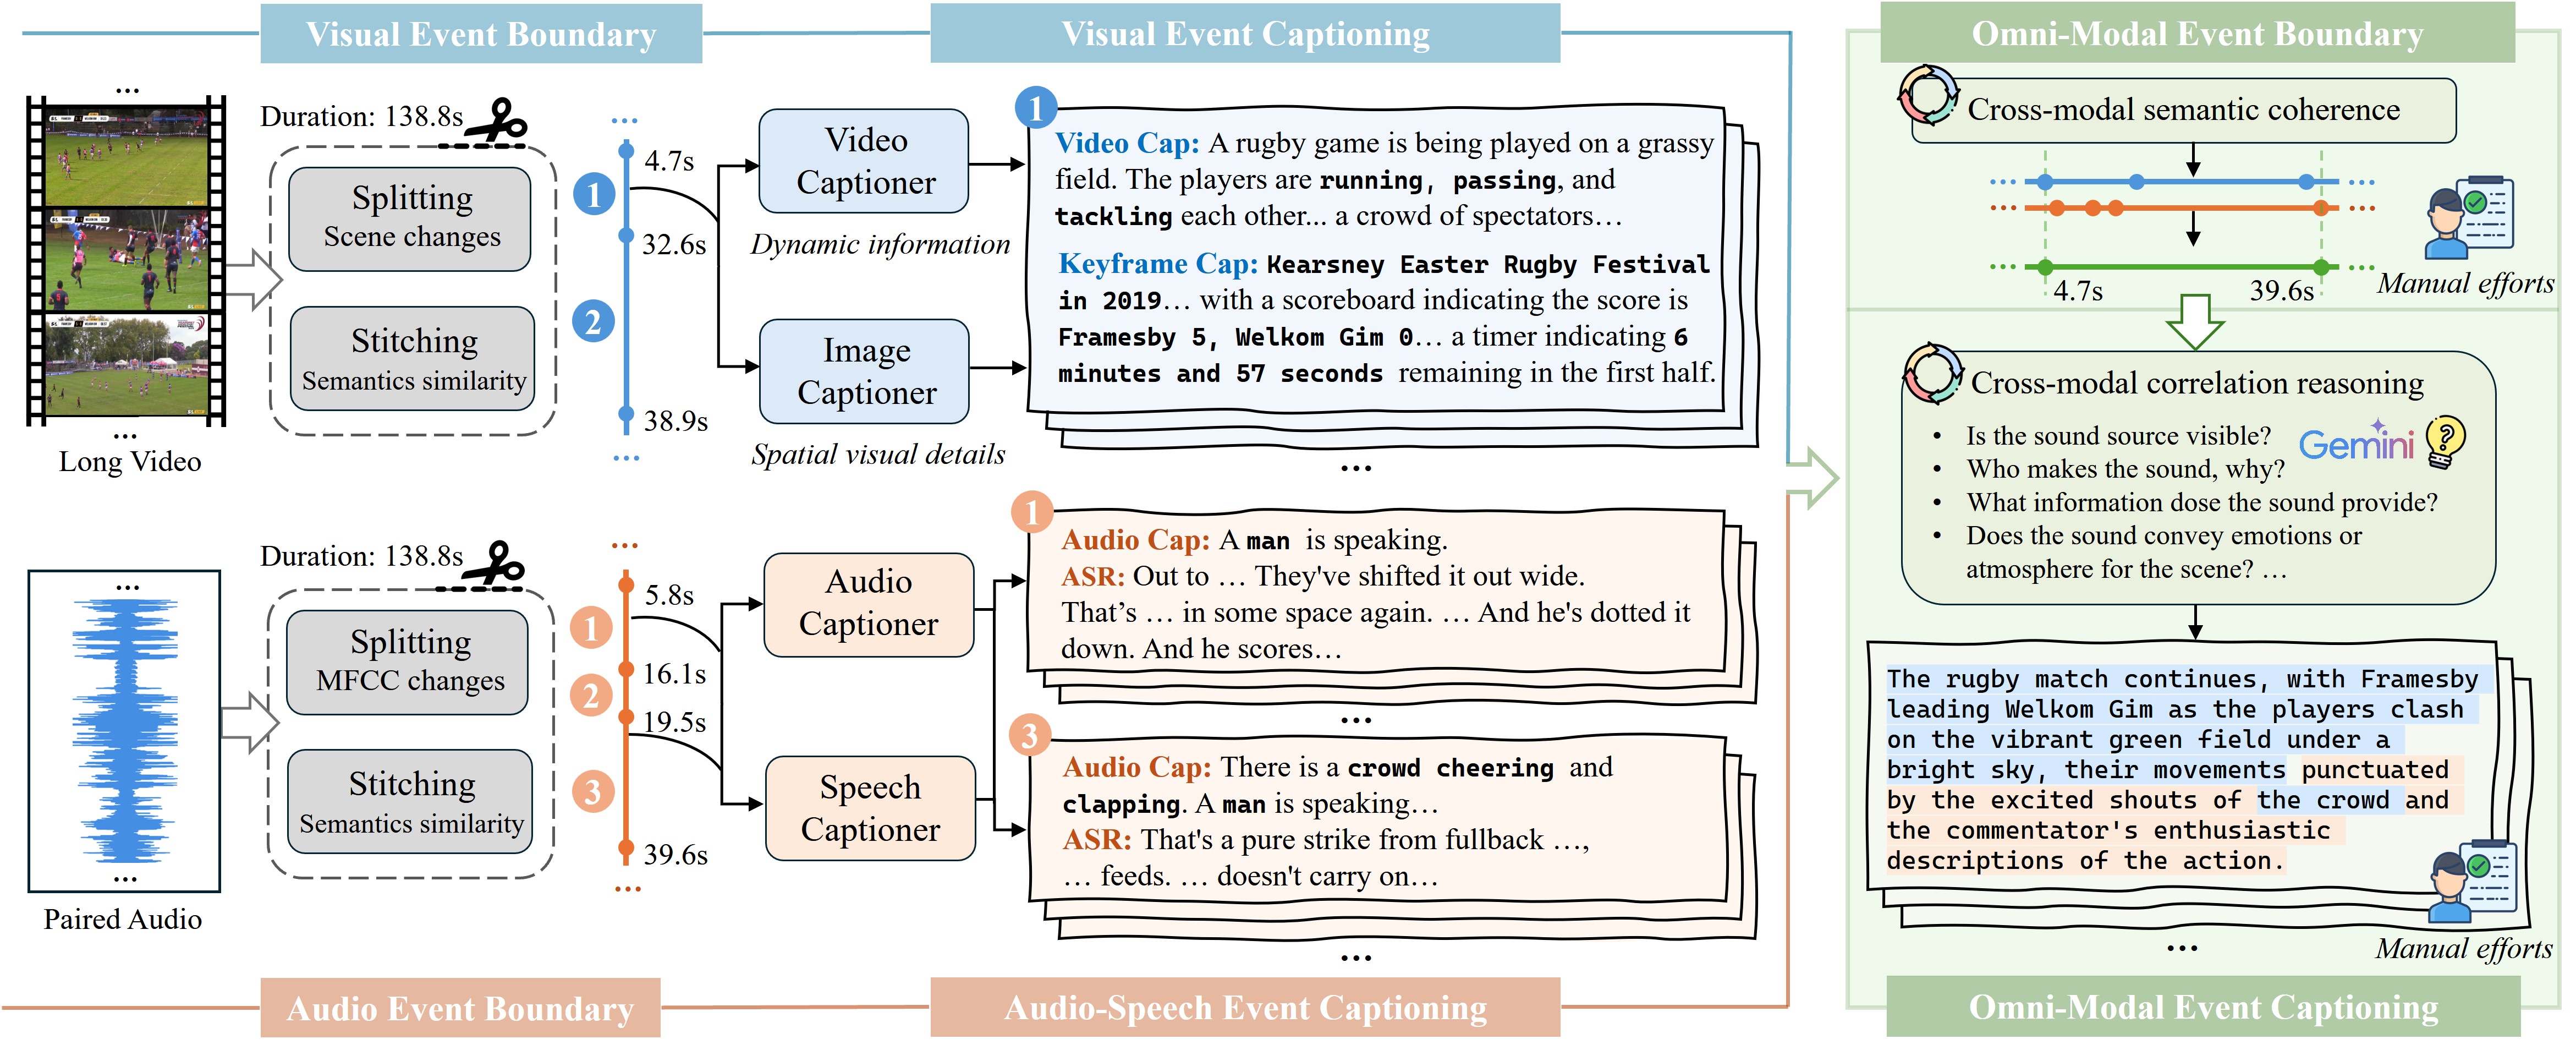 Visual Event Boundary
Visual Event Captioning
Omni-Modal Event Boundary
...
Long Video
...
Duration: 138.8s
Splitting
Scene changes
Stitching
Semantics similarity
...
4.7s
1
32.6s
2
38.9s
...
Video
Captioner
Dynamic information
Image
Captioner
Spatial visual details
1
Video Cap: A rugby game is being played on a grassy
field. The players are running, passing, and
tackling each other... a crowd of spectators…
Keyframe Cap: Kearsney Easter Rugby Festival
in 2019… with a scoreboard indicating the score is
Framesby 5, Welkom Gim 0… a timer indicating 6
minutes and 57 seconds remaining in the first half.
...
...
Paired Audio
...
Duration: 138.8s
Splitting
MFCC changes
Stitching
Semantics similarity
...
5.8s
1
16.1s
2
19.5s
3
39.6s
...
Audio
Captioner
Speech
Captioner
1
Audio Cap: A man is speaking.
ASR: Out to … They've shifted it out wide.
That’s … in some space again. … And he's dotted it
down. And he scores…
...
3
Audio Cap: There is a crowd cheering and
clapping. A man is speaking…
ASR: That's a pure strike from fullback …,
… feeds. … doesn't carry on…
...
Audio Event Boundary
Audio-Speech Event Captioning
Cross-modal semantic coherence
... ...
... ...
... ...
4.7s 39.6s
Manual efforts
Cross-modal correlation reasoning
• Is the sound source visible?
Gemini
?
• Who makes the sound, why?
• What information dose the sound provide?
• Does the sound convey emotions or
atmosphere for the scene? …
The rugby match continues, with Framesby
leading Welkom Gim as the players clash
on the vibrant green field under a
bright sky, their movements punctuated
by the excited shouts of the crowd and
the commentator's enthusiastic
descriptions of the action.
...
Manual efforts
Omni-Modal Event Captioning